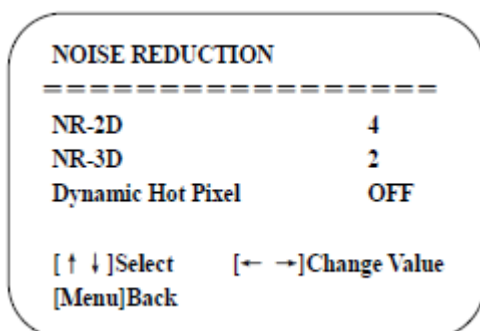 NOISE REDUCTION
=================
NR-2D 4
NR-3D 2
Dynamic Hot Pixel OFF
[↑ ↓]Select [← →]Change Value
[Menu]Back